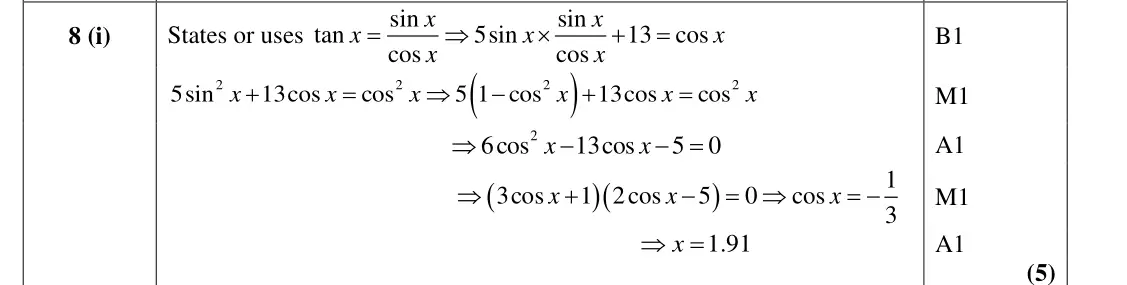 8 (i) States or uses tan x = sin x / cos x ⇒ 5 sin x × sin x / cos x + 13 = cos x B1
5 sin² x + 13 cos x = cos² x ⇒ 5(1 − cos² x) + 13 cos x = cos² x M1
⇒ 6 cos² x − 13 cos x − 5 = 0 A1
⇒ (3 cos x + 1)(2 cos x − 5) = 0 ⇒ cos x = −1/3 M1
⇒ x = 1.91 A1
(5)